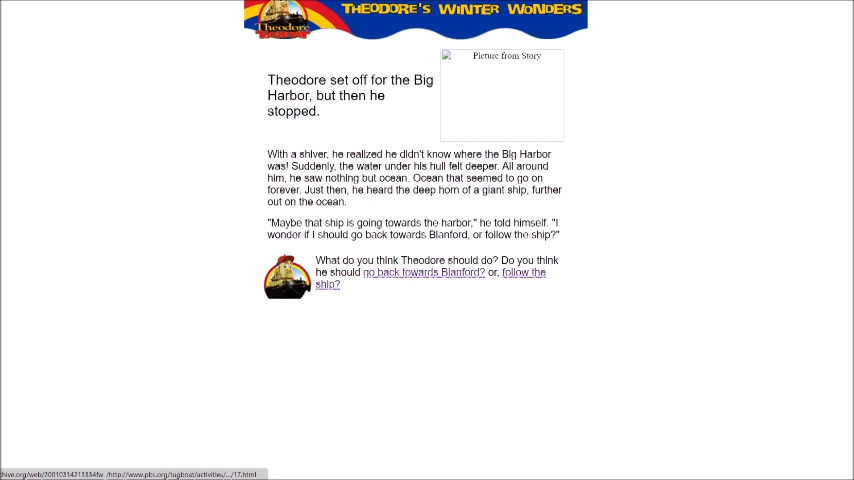 THEODORE'S WINTER WONDERS
Theodore
Picture from Story
Theodore set off for the Big
Harbor, but then he
stopped.
With a shiver, he realized he didn't know where the Big Harbor
was! Suddenly, the water under his hull felt deeper. All around
him, he saw nothing but ocean. Ocean that seemed to go on
forever. Just then, he heard the deep horn of a giant ship, further
out on the ocean.
"Maybe that ship is going towards the harbor," he told himself. "I
wonder if I should go back towards Blanford, or follow the ship?"
What do you think Theodore should do? Do you think
he should go back towards Blanford? or, follow the
ship?